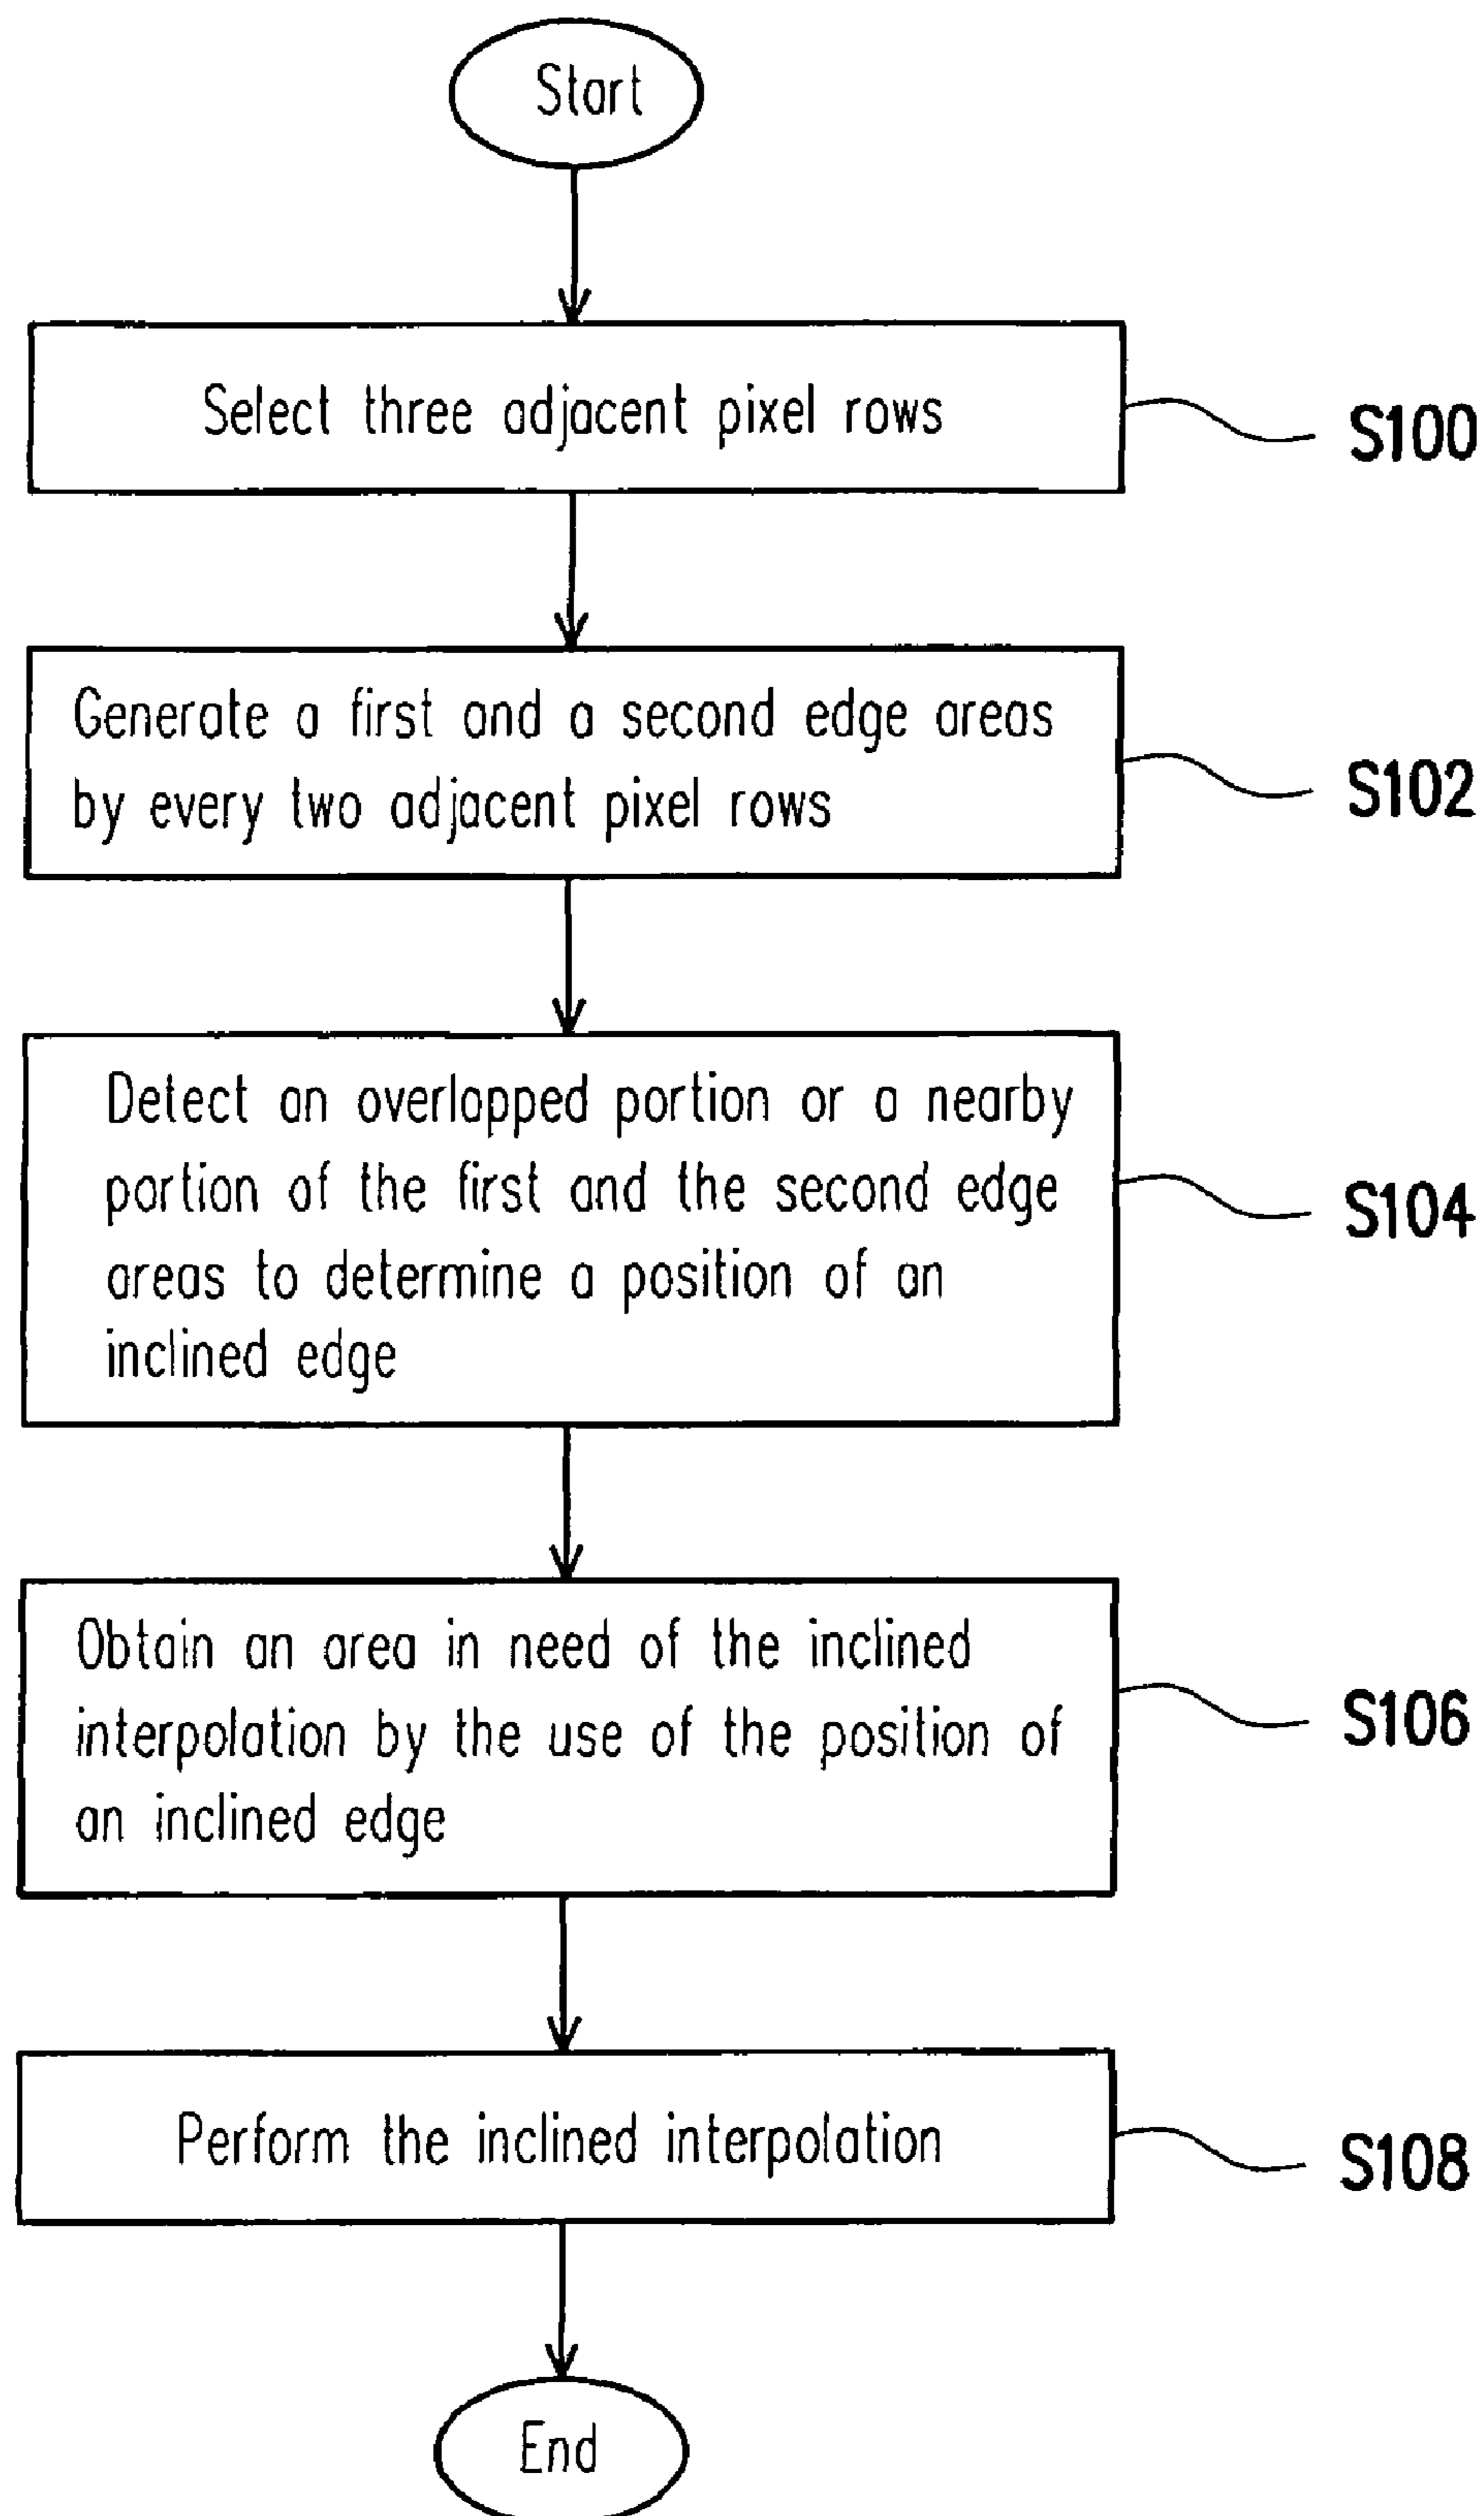 Start
Select three adjacent pixel rows
S100
Generate a first and a second edge areas
by every two adjacent pixel rows
S102
Detect an overlapped portion or a nearby
portion of the first and the second edge
areas to determine a position of an
inclined edge
S104
Obtain an area in need of the inclined
interpolation by the use of the position of
an inclined edge
S106
Perform the inclined interpolation
S108
End